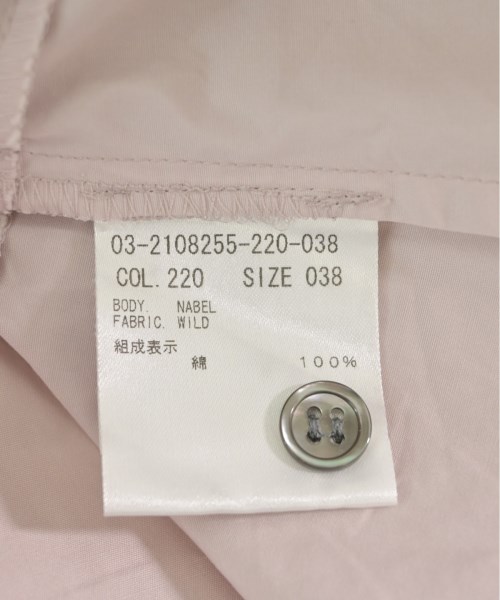 03-2108255-220-038
COL.220 SIZE 038
BODY. NABEL
FABRIC. WILD
組成表示
綿 100%